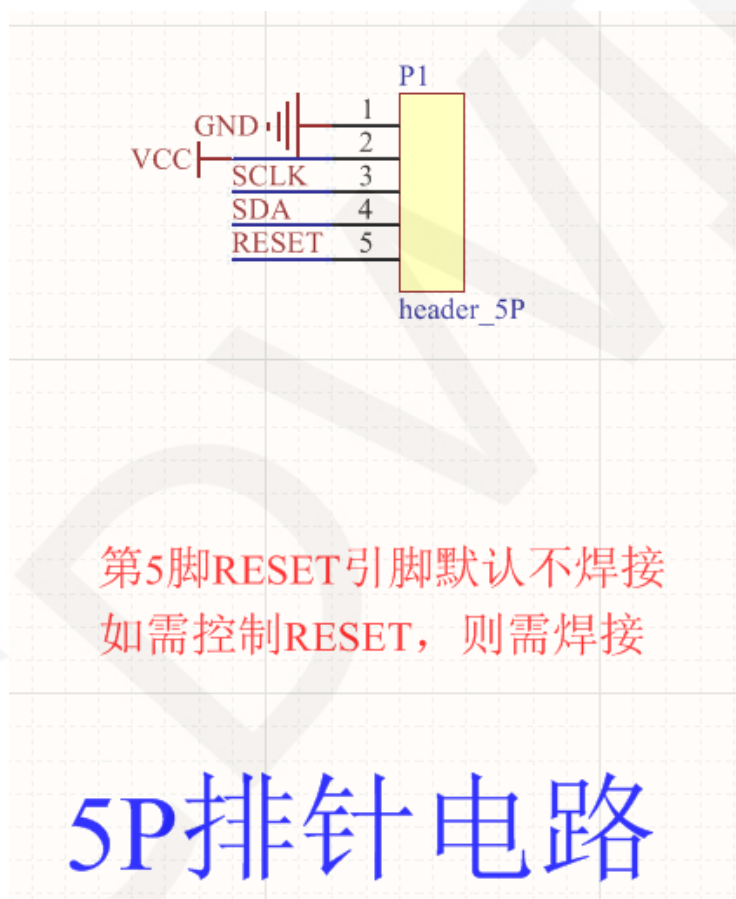 P1
GND
1
VCC
2
SCLK
3
SDA
4
RESET
5
header_5P
第5脚RESET引脚默认不焊接
如需控制RESET，则需焊接
5P排针电路